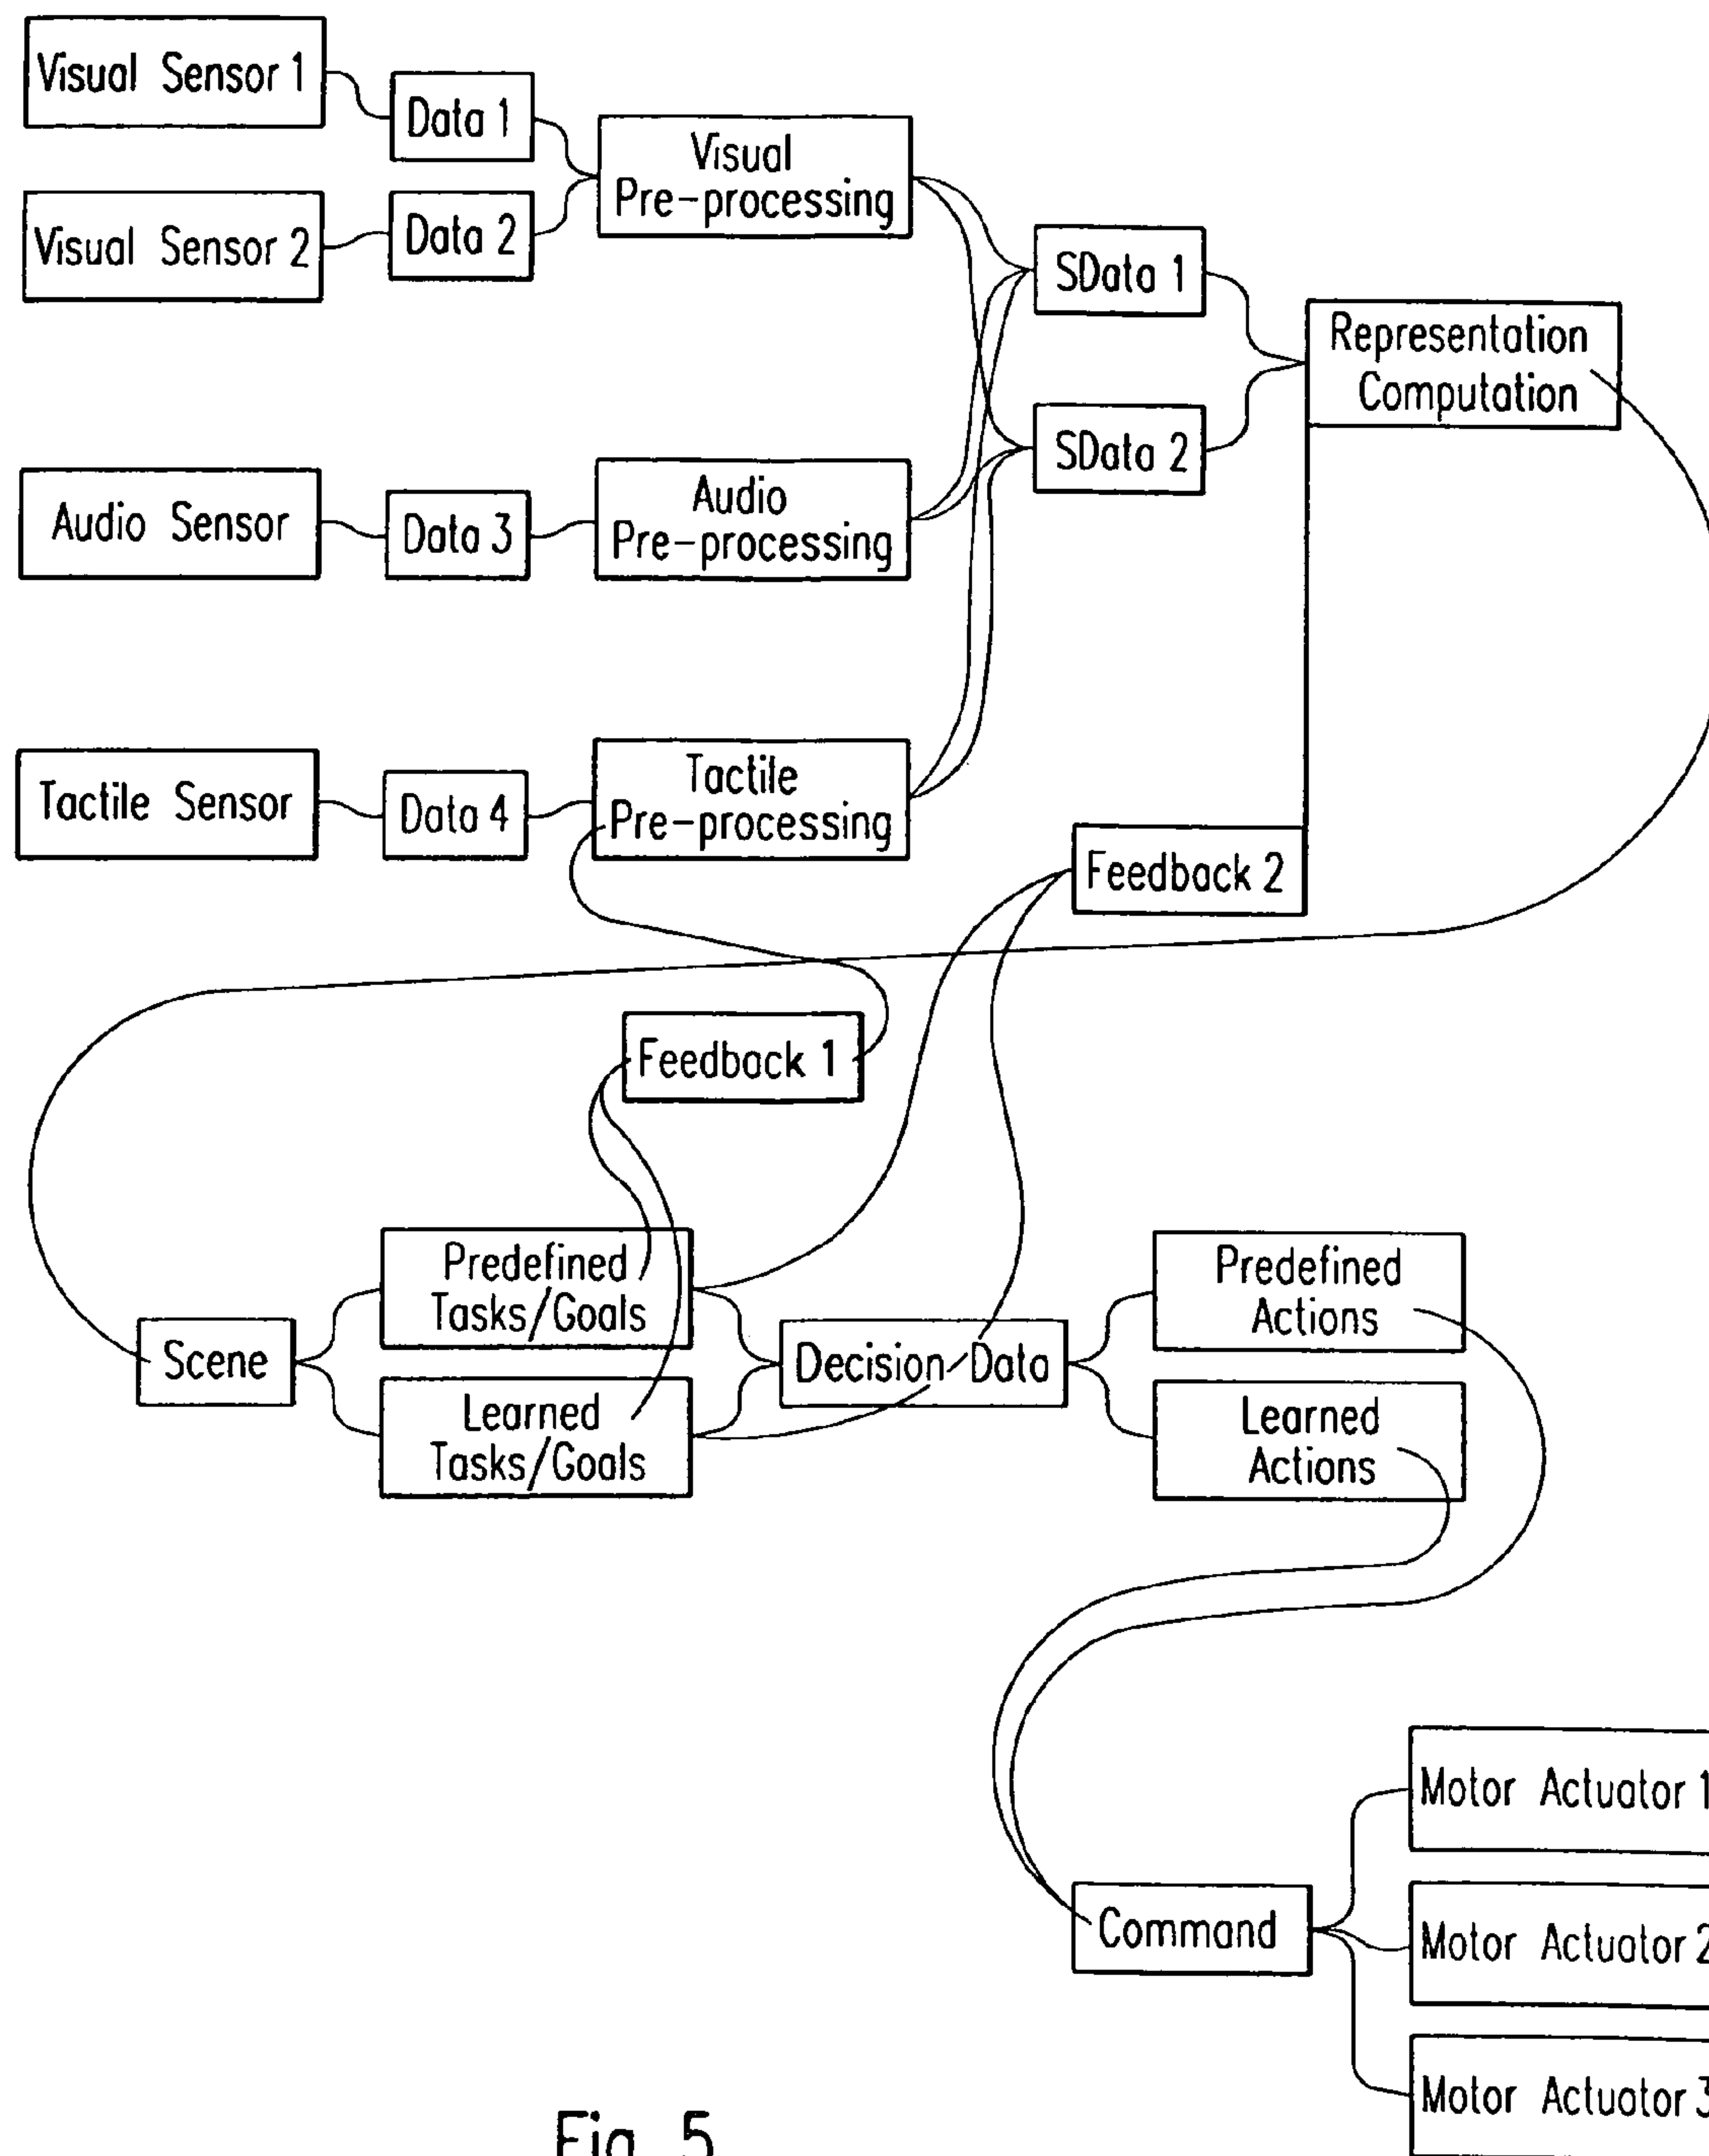 Visual Sensor 1
Data 1
Visual
Pre-processing
Visual Sensor 2
Data 2
SData 1
Representation
Computation
SData 2
Audio Sensor
Data 3
Audio
Pre-processing
Tactile Sensor
Data 4
Tactile
Pre-processing
Feedback 2
Feedback 1
Scene
Predefined
Tasks/Goals
Learned
Tasks/Goals
Decision Data
Predefined
Actions
Learned
Actions
Command
Motor Actuator 1
Motor Actuator 2
Motor Actuator 3
Fig. 5